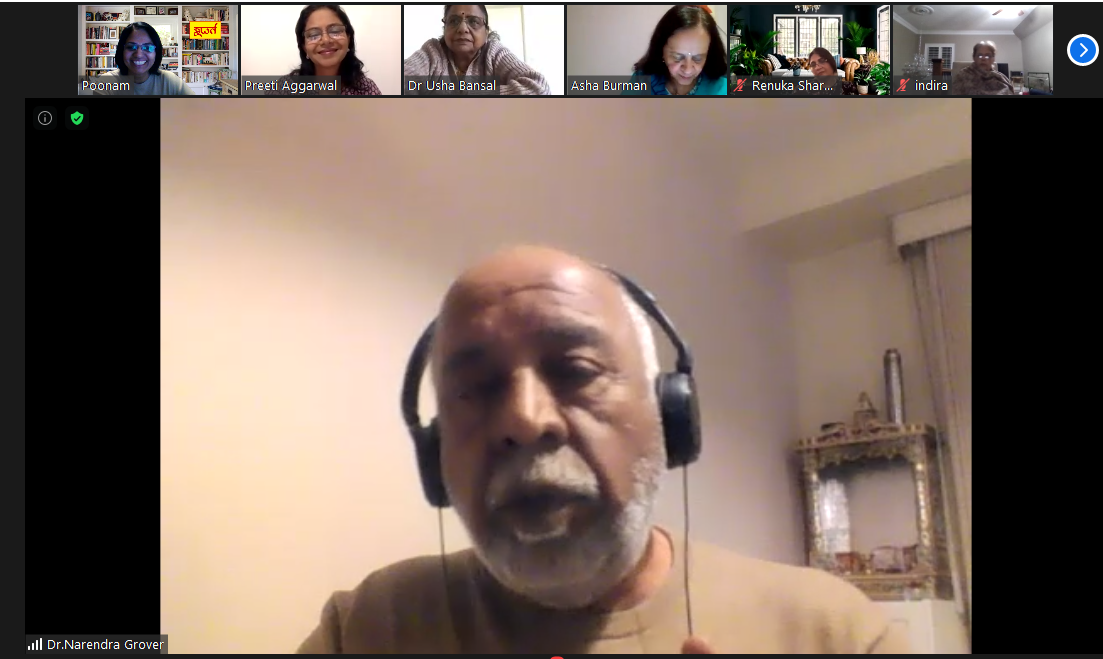 Poonam
Preeti Aggarwal
Dr Usha Bansal
Asha Burman
Renuka Shar...
indira
Dr.Narendra Grover